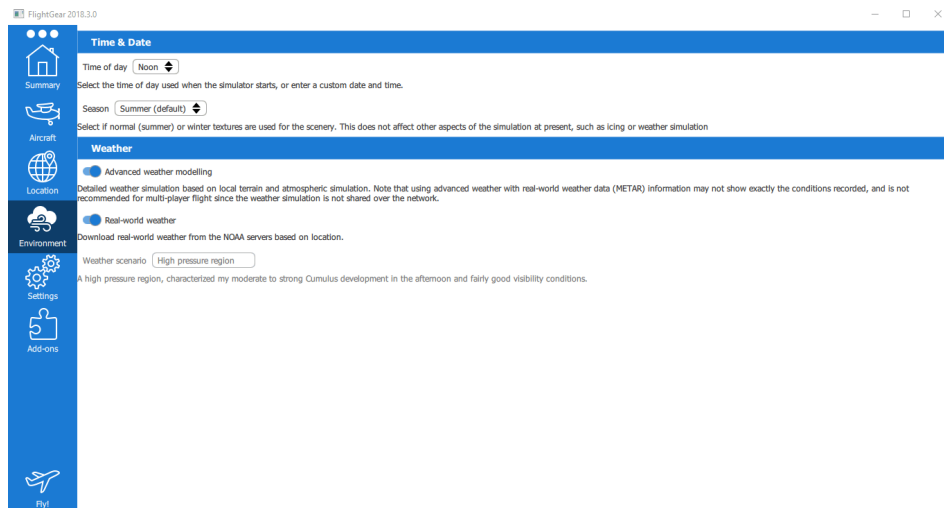 FlightGear 2018.3.0
Summary
Aircraft
Location
Environment
Settings
Add-ons
Fly!
Time & Date
Time of day Noon
Select the time of day used when the simulator starts, or enter a custom date and time.
Season Summer (default)
Select if normal (summer) or winter textures are used for the scenery. This does not affect other aspects of the simulation at present, such as icing or weather simulation
Weather
Advanced weather modelling
Detailed weather simulation based on local terrain and atmospheric simulation. Note that using advanced weather with real-world weather data (METAR) information may not show exactly the conditions recorded, and is not
recommended for multi-player flight since the weather simulation is not shared over the network.
Real-world weather
Download real-world weather from the NOAA servers based on location.
Weather scenario High pressure region
A high pressure region, characterized my moderate to strong Cumulus development in the afternoon and fairly good visibility conditions.